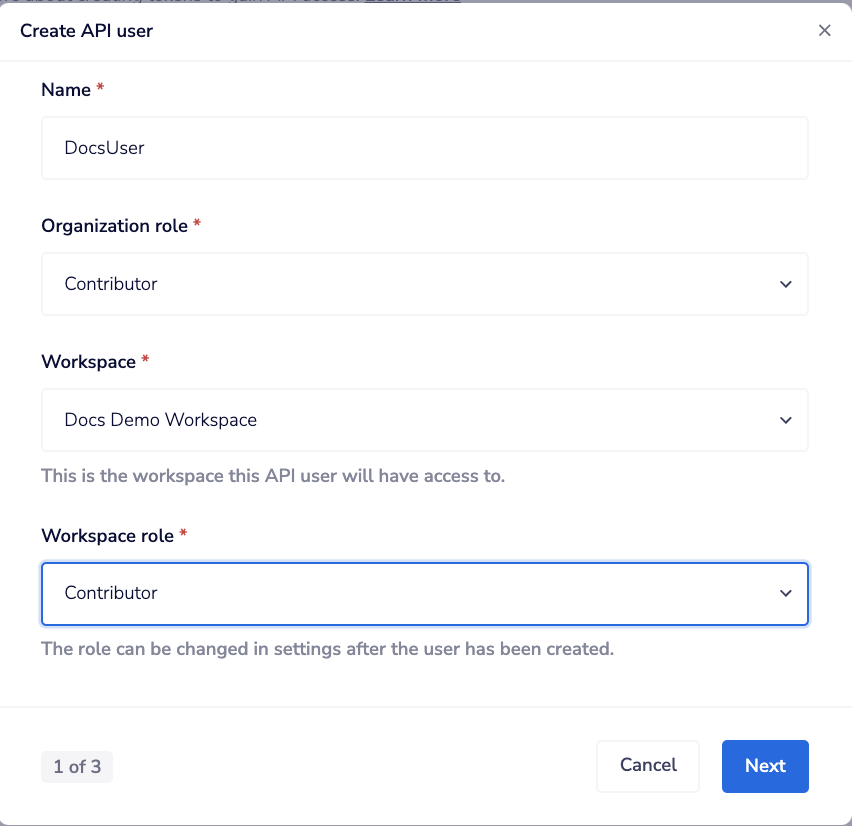 Create API user
Name *
DocsUser
Organization role *
Contributor
Workspace *
Docs Demo Workspace
This is the workspace this API user will have access to.
Workspace role *
Contributor
The role can be changed in settings after the user has been created.
1 of 3
Cancel
Next